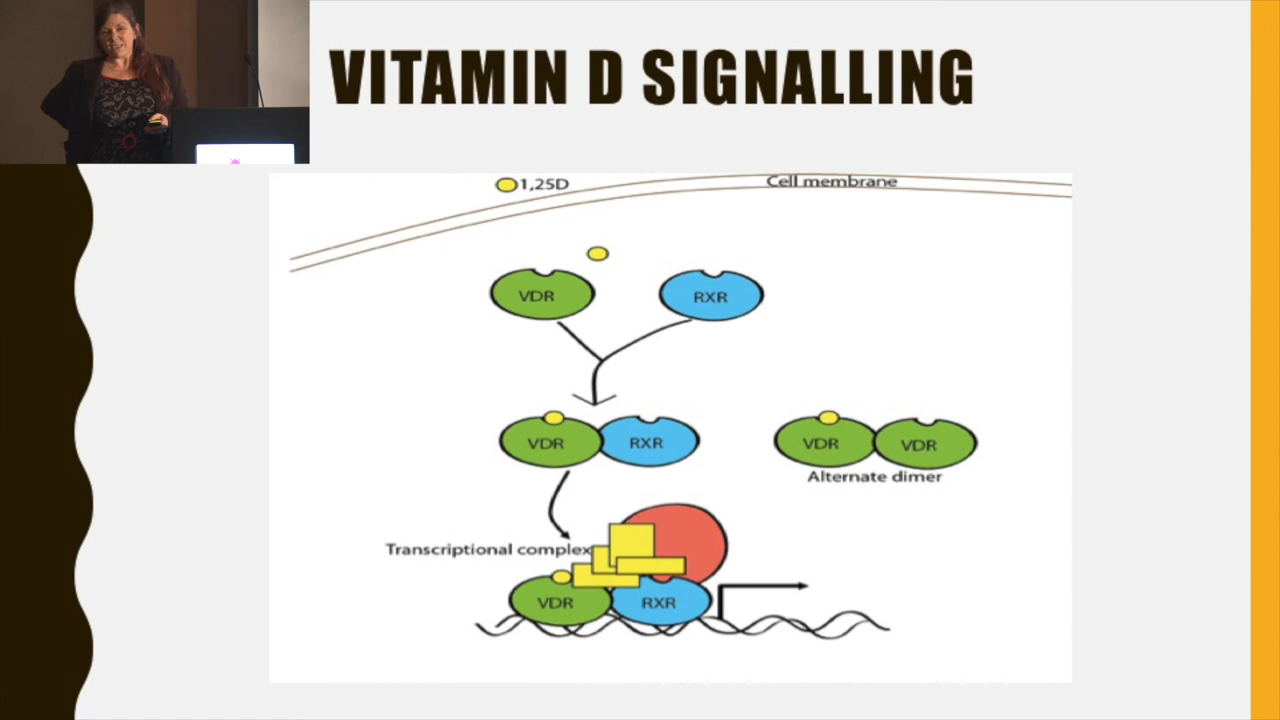 VITAMIN D SIGNALLING
1,25D
Cell membrane
VDR
RXR
VDR
RXR
VDR
VDR
Alternate dimer
Transcriptional complex
VDR
RXR